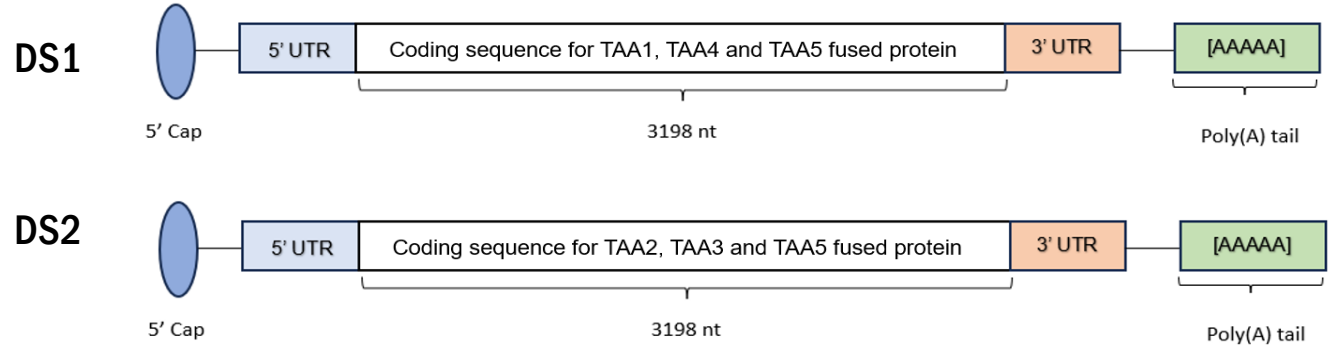 DS1
5' UTR
Coding sequence for TAA1, TAA4 and TAA5 fused protein
3' UTR
[AAAAA]
5' Cap
3198 nt
Poly(A) tail
DS2
5' UTR
Coding sequence for TAA2, TAA3 and TAA5 fused protein
3' UTR
[AAAAA]
5' Cap
3198 nt
Poly(A) tail